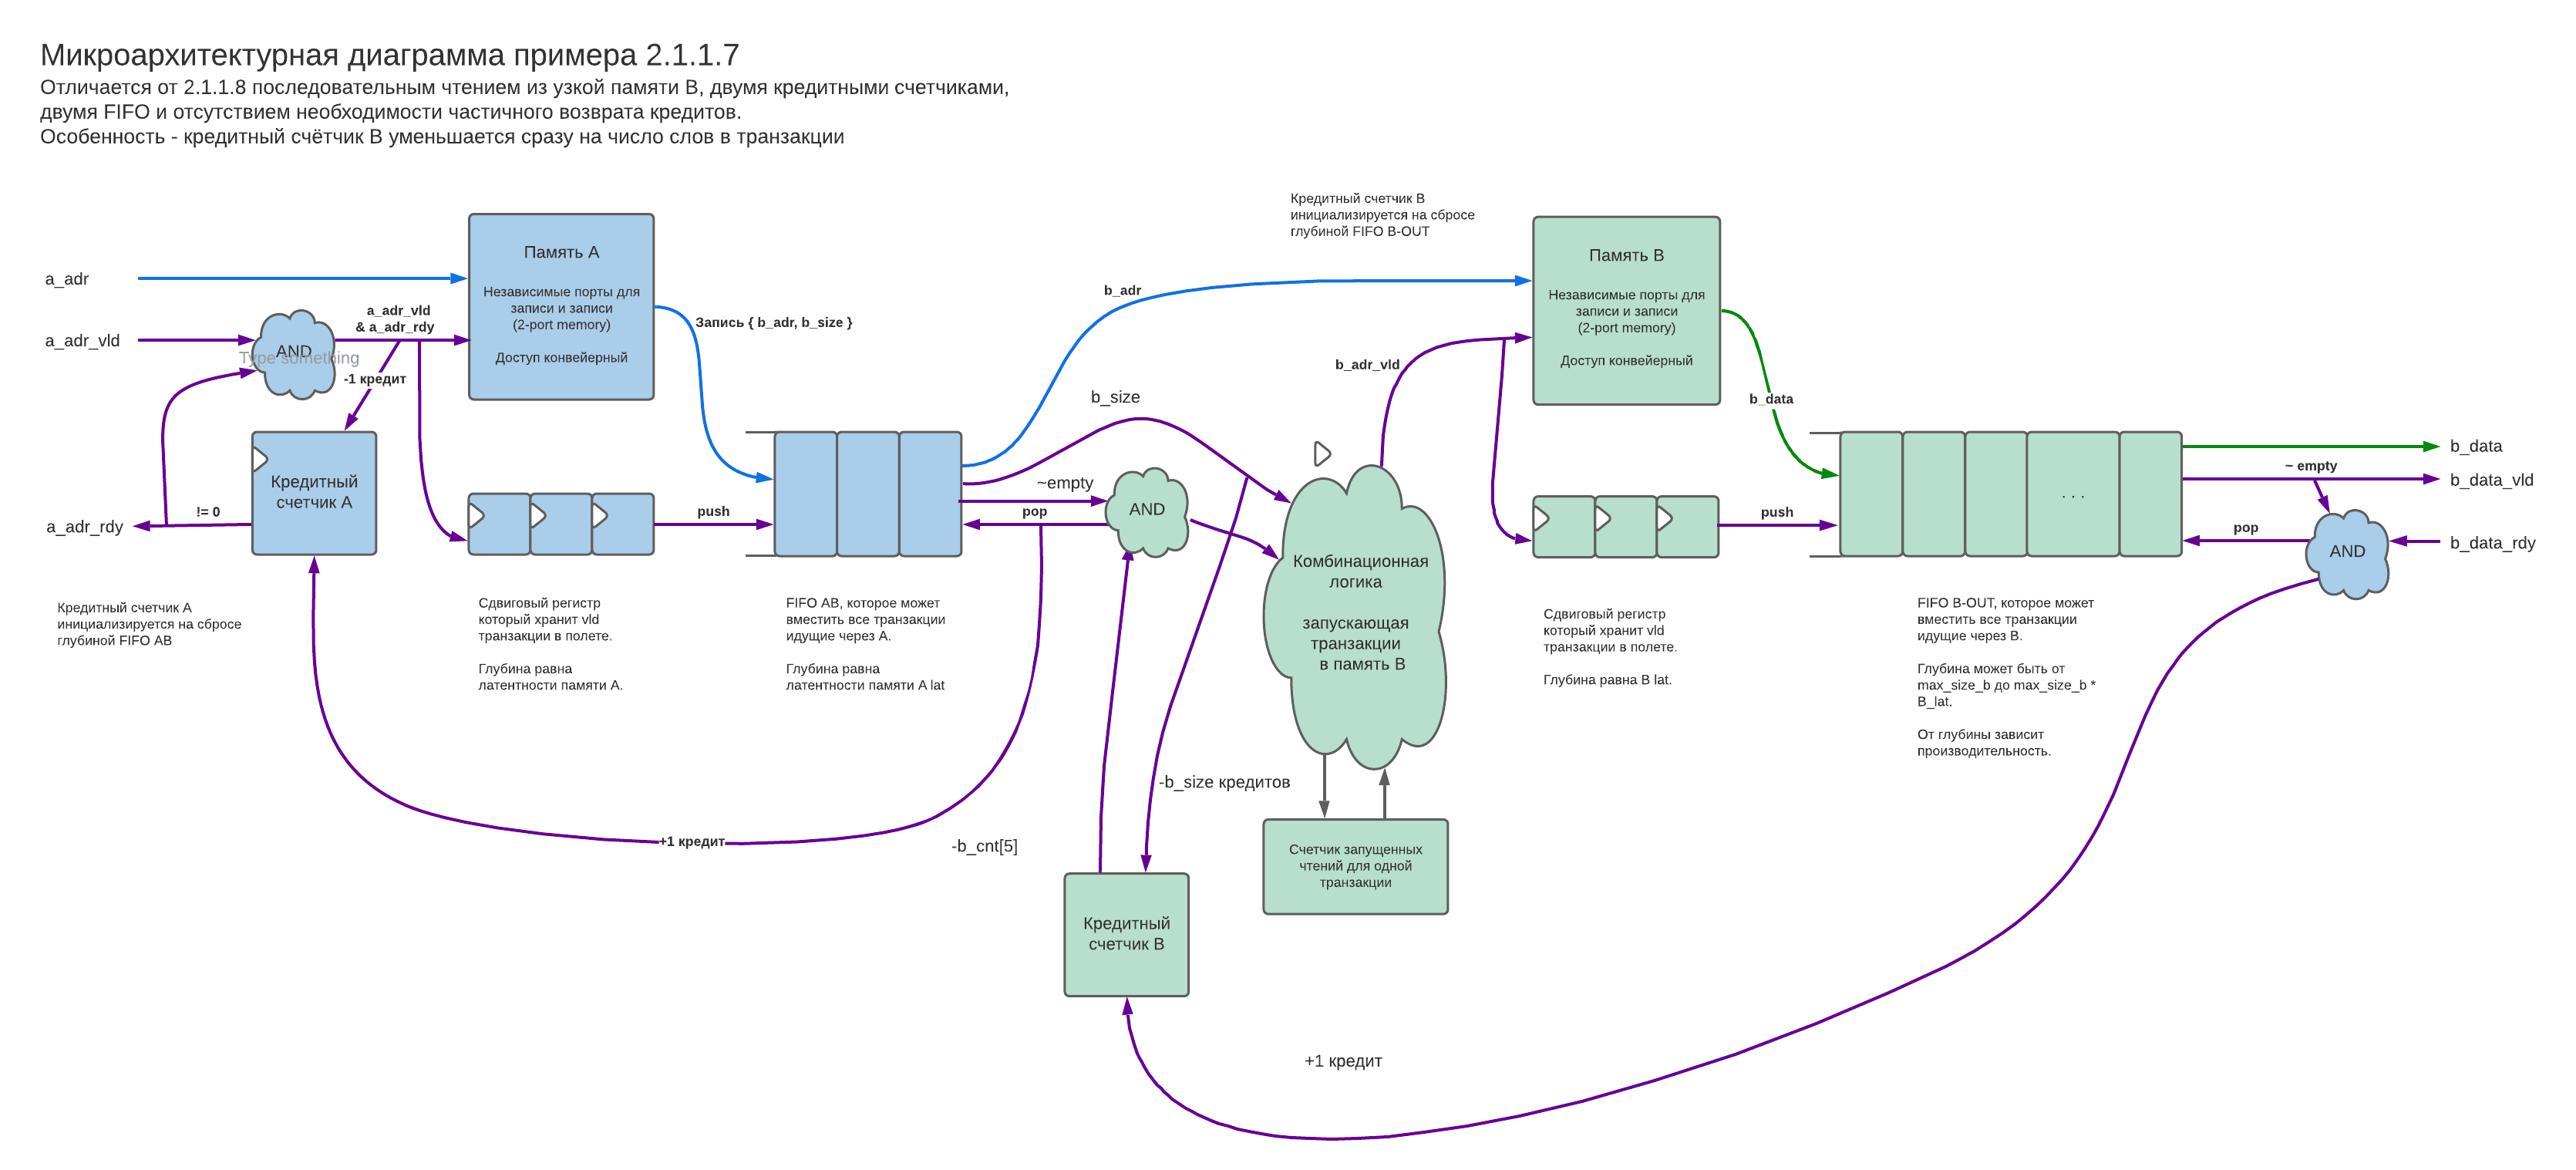 Микроархитектурная диаграмма примера 2.1.1.7
Отличается от 2.1.1.8 последовательным чтением из узкой памяти B, двумя кредитными счетчиками,
двумя FIFO и отсутствием необходимости частичного возврата кредитов.
Особенность - кредитный счётчик B уменьшается сразу на число слов в транзакции
a_adr
a_adr_vld
a_adr_rdy
AND
Type something
a_adr_vld
& a_adr_rdy
-1 кредит
!= 0
Кредитный
счетчик A
Кредитный счетчик A
инициализируется на сбросе
глубиной FIFO AB
Память A
Независимые порты для
записи и записи
(2-port memory)
Доступ конвейерный
Запись { b_adr, b_size }
push
Сдвиговый регистр
который хранит vld
транзакции в полете.
Глубина равна
латентности памяти A.
FIFO AB, которое может
вместить все транзакции
идущие через A.
Глубина равна
латентности памяти A lat
+1 кредит
b_adr
b_size
~empty
pop
AND
-b_size кредитов
-b_cnt[5]
Кредитный
счетчик B
+1 кредит
Кредитный счетчик B
инициализируется на сбросе
глубиной FIFO B-OUT
b_adr_vld
Комбинационная
логика
запускающая
транзакции
в память B
Счетчик запущенных
чтений для одной
транзакции
Память B
Независимые порты для
записи и записи
(2-port memory)
Доступ конвейерный
b_data
push
Сдвиговый регистр
который хранит vld
транзакции в полете.
Глубина равна B lat.
. . .
FIFO B-OUT, которое может
вместить все транзакции
идущие через B.
Глубина может быть от
max_size_b до max_size_b *
B_lat.
От глубины зависит
производительность.
~ empty
pop
AND
b_data
b_data_vld
b_data_rdy